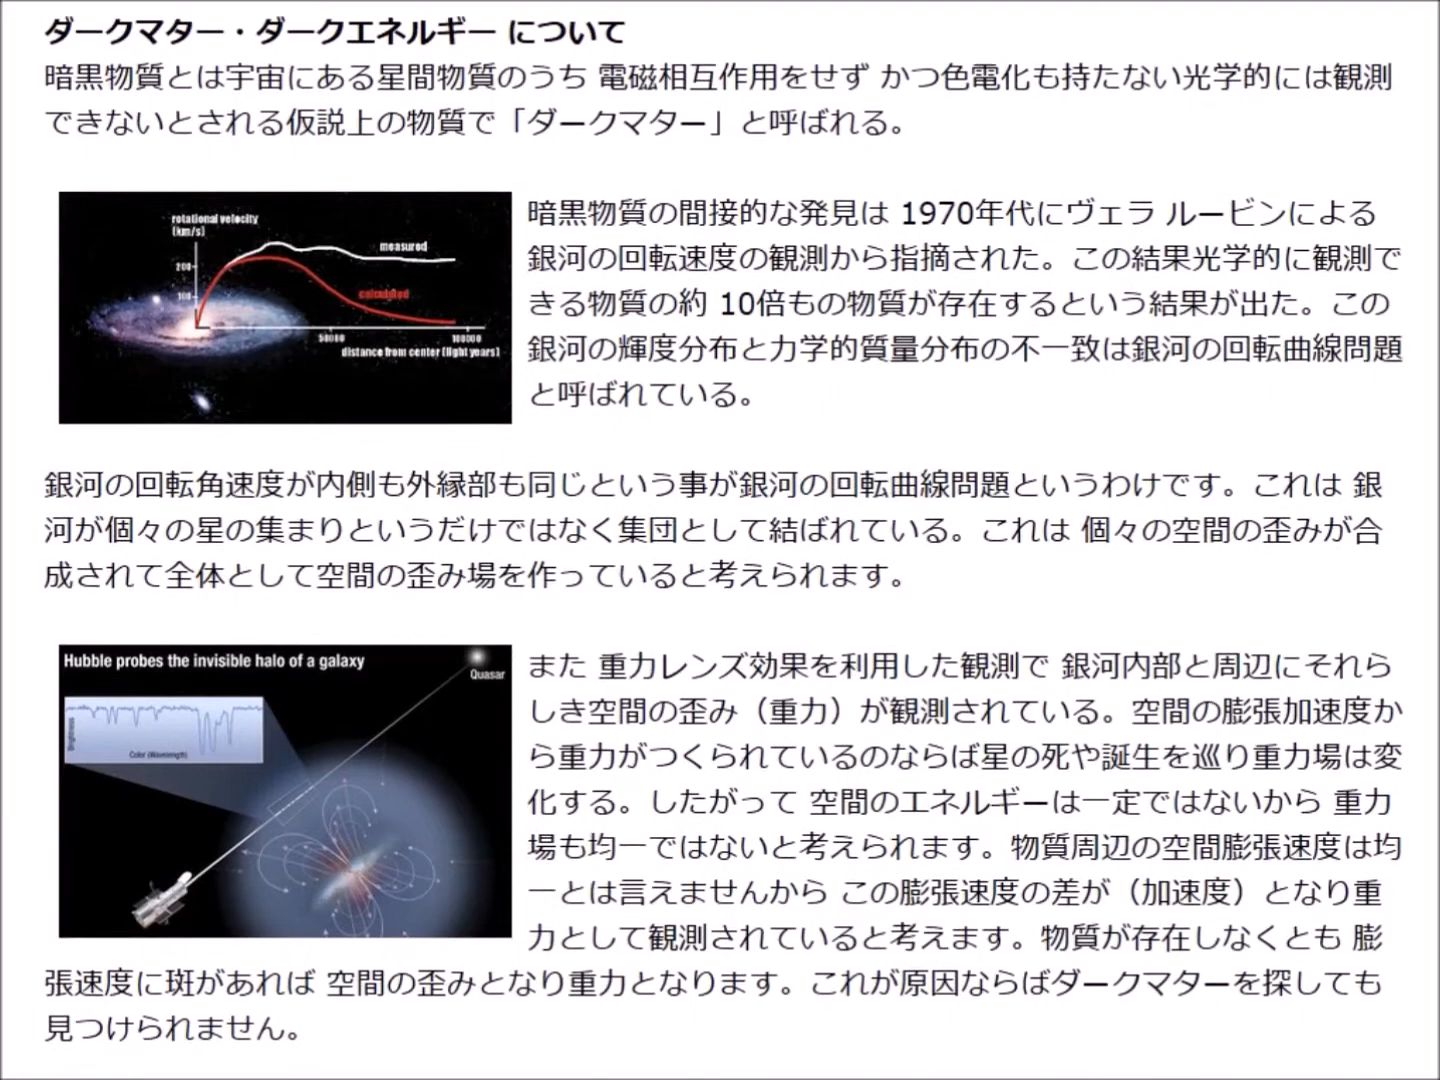 ダークマター・ダークエネルギー について
暗黒物質とは宇宙にある星間物質のうち 電磁相互作用をせず かつ色電化も持たない光学的には観測
できないとされる仮説上の物質で「ダークマター」と呼ばれる。
rotational velocity
(km/s)
measured
200
100
calculated
50000
100000
distance from center (light years)
暗黒物質の間接的な発見は 1970年代にヴェラ ルービンによる
銀河の回転速度の観測から指摘された。この結果光学的に観測で
きる物質の約 10倍もの物質が存在するという結果が出た。この
銀河の輝度分布と力学的質量分布の不一致は銀河の回転曲線問題
と呼ばれている。
銀河の回転角速度が内側も外縁部も同じという事が銀河の回転曲線問題というわけです。これは 銀
河が個々の星の集まりというだけではなく集団として結ばれている。これは 個々の空間の歪みが合
成されて全体として空間の歪み場を作っていると考えられます。
Hubble probes the invisible halo of a galaxy
Quasar
Brightness
Color (Wavelength)
また 重力レンズ効果を利用した観測で 銀河内部と周辺にそれら
しき空間の歪み（重力）が観測されている。空間の膨張加速度か
ら重力がつくられているのならば星の死や誕生を巡り重力場は変
化する。したがって 空間のエネルギーは一定ではないから 重力
場も均一ではないと考えられます。物質周辺の空間膨張速度は均
一とは言えませんから この膨張速度の差が（加速度）となり重
力として観測されていると考えます。物質が存在しなくとも 膨
張速度に斑があれば 空間の歪みとなり重力となります。これが原因ならばダークマターを探しても
見つけられません。